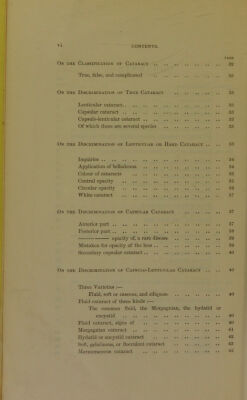 vi CONTENTS.
PAGE
ON THE CLASSIFICATION OF CATARACT .. .. .. .. .. 32
True, false, and complicated .. .. .. .. .. 32
ON THE DISCRIMINATION OF TRUE CATARACT .. .. .. 33
Lenticular cataract .. .. .. .. .. .. 33
Capsular cataract .. .. .. .. .. .. 33
Capsulo-lenticular cataract .. .. .. .. .. 33
Of which there are several species .. .. .. .. 33
ON THE DISCRIMINATION OF LENTICULAR OR HARD CATARACT .. .. 33
Inquiries .. .. .. .. .. .. 34
Application of belladonna .. .. .. .. .. 34
Colour of cataracts .. .. .. .. .. 35
Central opacity .. .. .. .. .. 35
Circular opacity .. .. .. .. .. 36
White cataract .. .. .. .. .. 37
ON THE DISCRIMINATION OF CAPSULAR CATARACT .. .. .. 37
Anterior part .. .. .. .. .. 37
Posterior part .. .. .. .. .. 38
———— opacity of, a rare disease .. .. .. 39
Mistaken for opacity of the lens .. .. .. .. 39
Secondary capsular cataract .. .. .. .. .. 40
ON THE DISCRIMINATION OF CAPSULO-LENTICULAR CATARACT .. .. 40
Three Varieties :—
Fluid, soft or caseous, and siliquose .. .. .. 40
Fluid cataract of three kinds :—
The common fluid, the Morgagnian, the hydatid or
encysted .. .. .. .. .. 40
Fluid cataract, signs of .. .. .. .. 40
Morgagnian cataract .. .. .. .. .. 41
Hydatid or encysted cataract .. .. .. .. 42
Soft, gelatinous, or flocculent cataract .. .. .. 42
Marmoraceous cataract .. .. .. .. 43